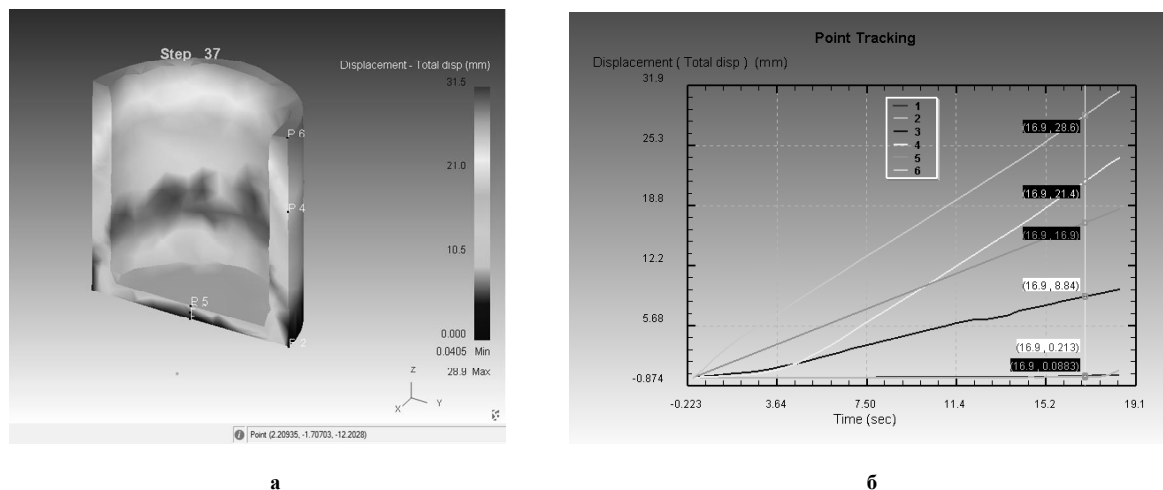 Step 37
Displacement - Total disp (mm)
31.5
21.0
10.5
0.000
0.0405 Min
28.9 Max
P 6
P 4
P 5
P 2
Z
X
Y
Point (2.20935, -1.70703, -12.2028)
а
Point Tracking
Displacement ( Total disp ) (mm)
31.9
25.3
18.8
12.2
5.68
-0.874
1
2
3
4
5
6
(16.9 , 28.6)
(16.9 , 21.4)
(16.9 , 16.9)
(16.9 , 8.84)
(16.9 , 0.213)
(16.9 , 0.0883)
-0.223
3.64
7.50
11.4
15.2
19.1
Time (sec)
б